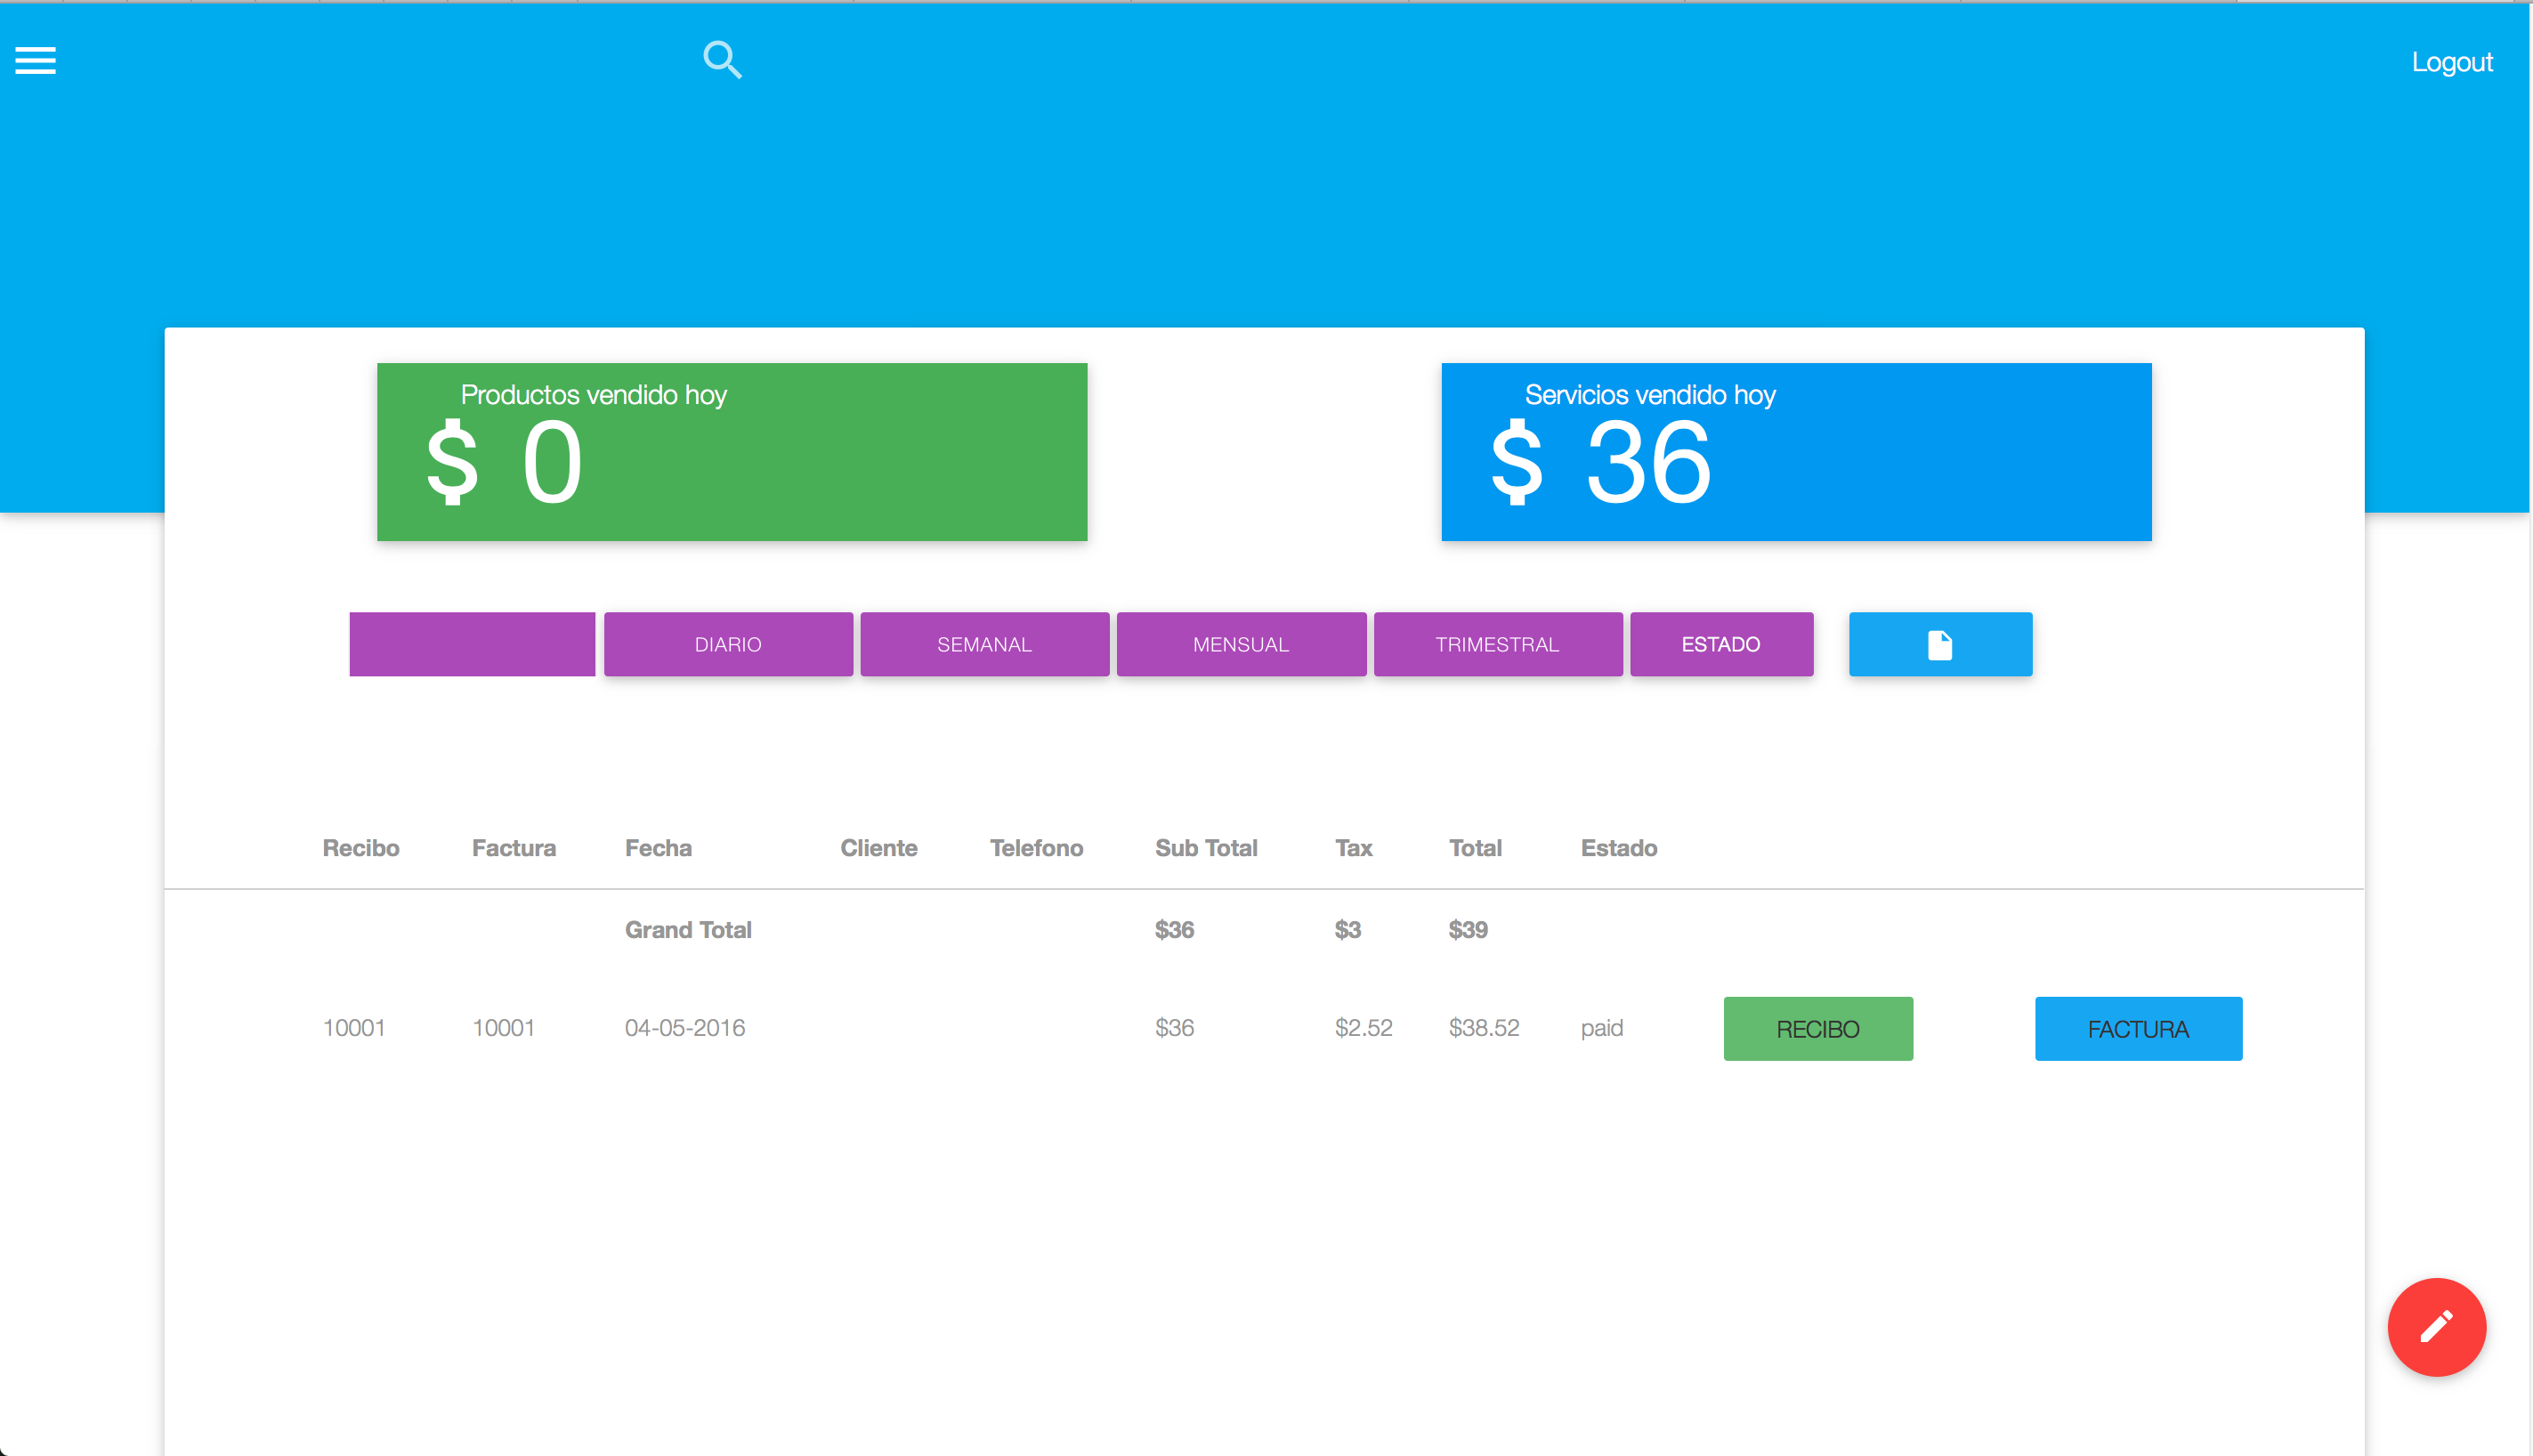 Logout
Productos vendido hoy
$ 0
Servicios vendido hoy
$ 36
DIARIO SEMANAL MENSUAL TRIMESTRAL ESTADO
Recibo Factura Fecha Cliente Telefono Sub Total Tax Total Estado
Grand Total $36 $3 $39
10001 10001 04-05-2016 $36 $2.52 $38.52 paid RECIBO FACTURA